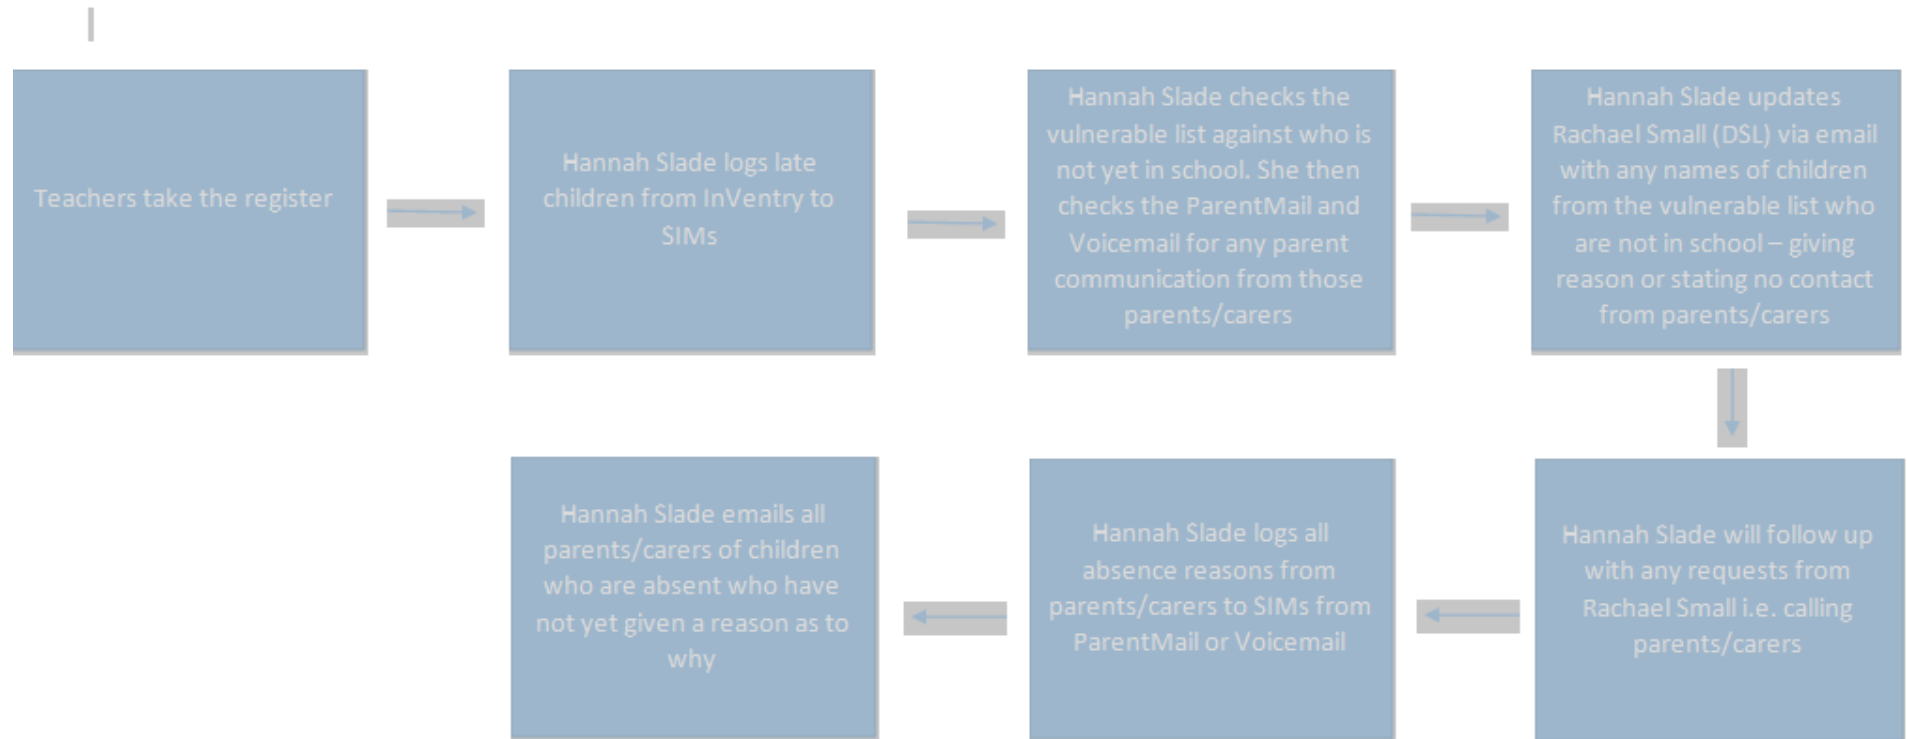 Teachers take the register
Hannah Slade logs late
children from InVentry to
SIMs
Hannah Slade checks the
vulnerable list against who is
not yet in school. She then
checks the ParentMail and
Voicemail for any parent
communication from those
parents/carers
Hannah Slade updates
Rachael Small (DSL) via email
with any names of children
from the vulnerable list who
are not in school – giving
reason or stating no contact
from parents/carers
Hannah Slade will follow up
with any requests from
Rachael Small i.e. calling
parents/carers
Hannah Slade logs all
absence reasons from
parents/carers to SIMs from
ParentMail or Voicemail
Hannah Slade emails all
parents/carers of children
who are absent who have
not yet given a reason as to
why